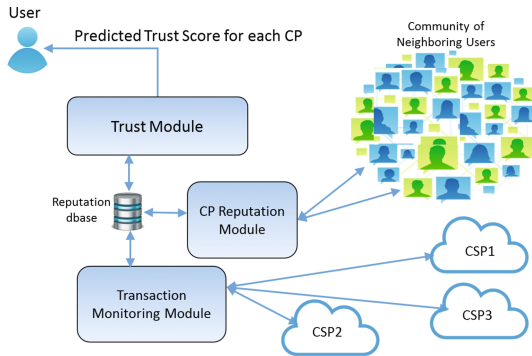 User
Predicted Trust Score for each CP
Community of
Neighboring Users
Trust Module
Reputation
dbase
CP Reputation
Module
Transaction
Monitoring Module
CSP1
CSP3
CSP2